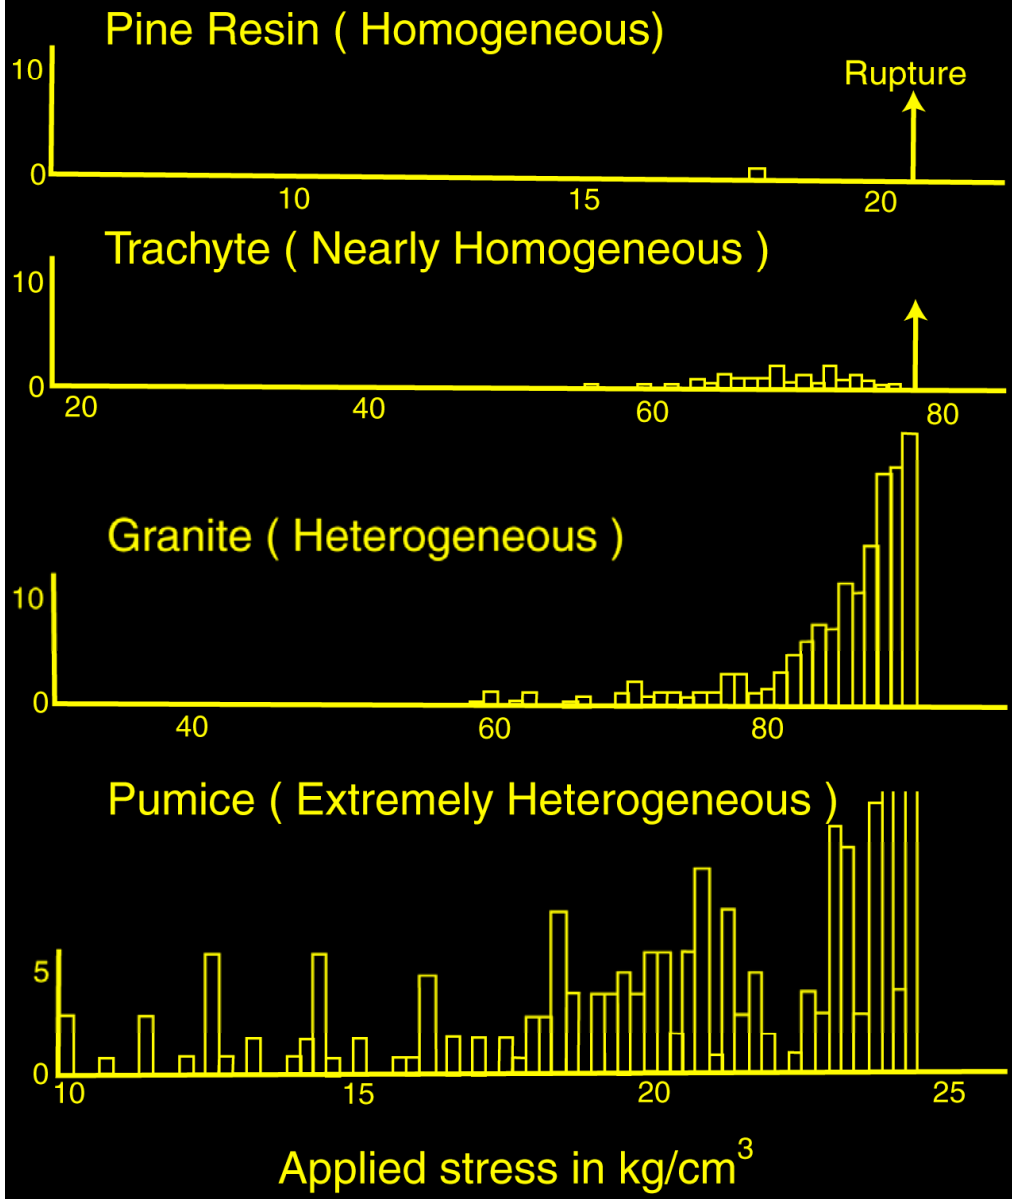 Pine Resin ( Homogeneous)
10
Rupture
0
10 15 20
Trachyte ( Nearly Homogeneous )
10
0
20 40 60 80
Granite ( Heterogeneous )
10
0
40 60 80
Pumice ( Extremely Heterogeneous )
5
0
10 15 20 25
Applied stress in kg/cm³